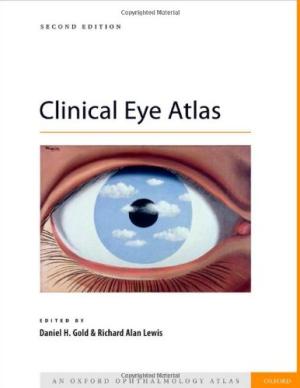 SECOND EDITION
Clinical Eye Atlas
EDITED BY
Daniel H. Gold & Richard Alan Lewis
AN OXFORD OPHTHALMOLOGY ATLAS
OXFORD